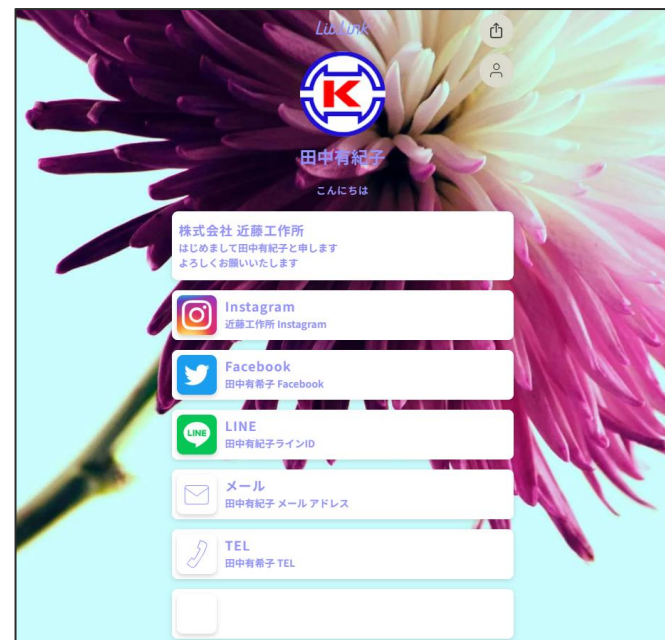 Lit.Link
K
田中有紀子
こんにちは
株式会社 近藤工作所
はじめまして田中有紀子と申します
よろしくお願いいたします
Instagram
近藤工作所 Instagram
Facebook
田中有希子 Facebook
LINE
LINE
田中有紀子ラインID
メール
田中有紀子 メール アドレス
TEL
田中有希子 TEL